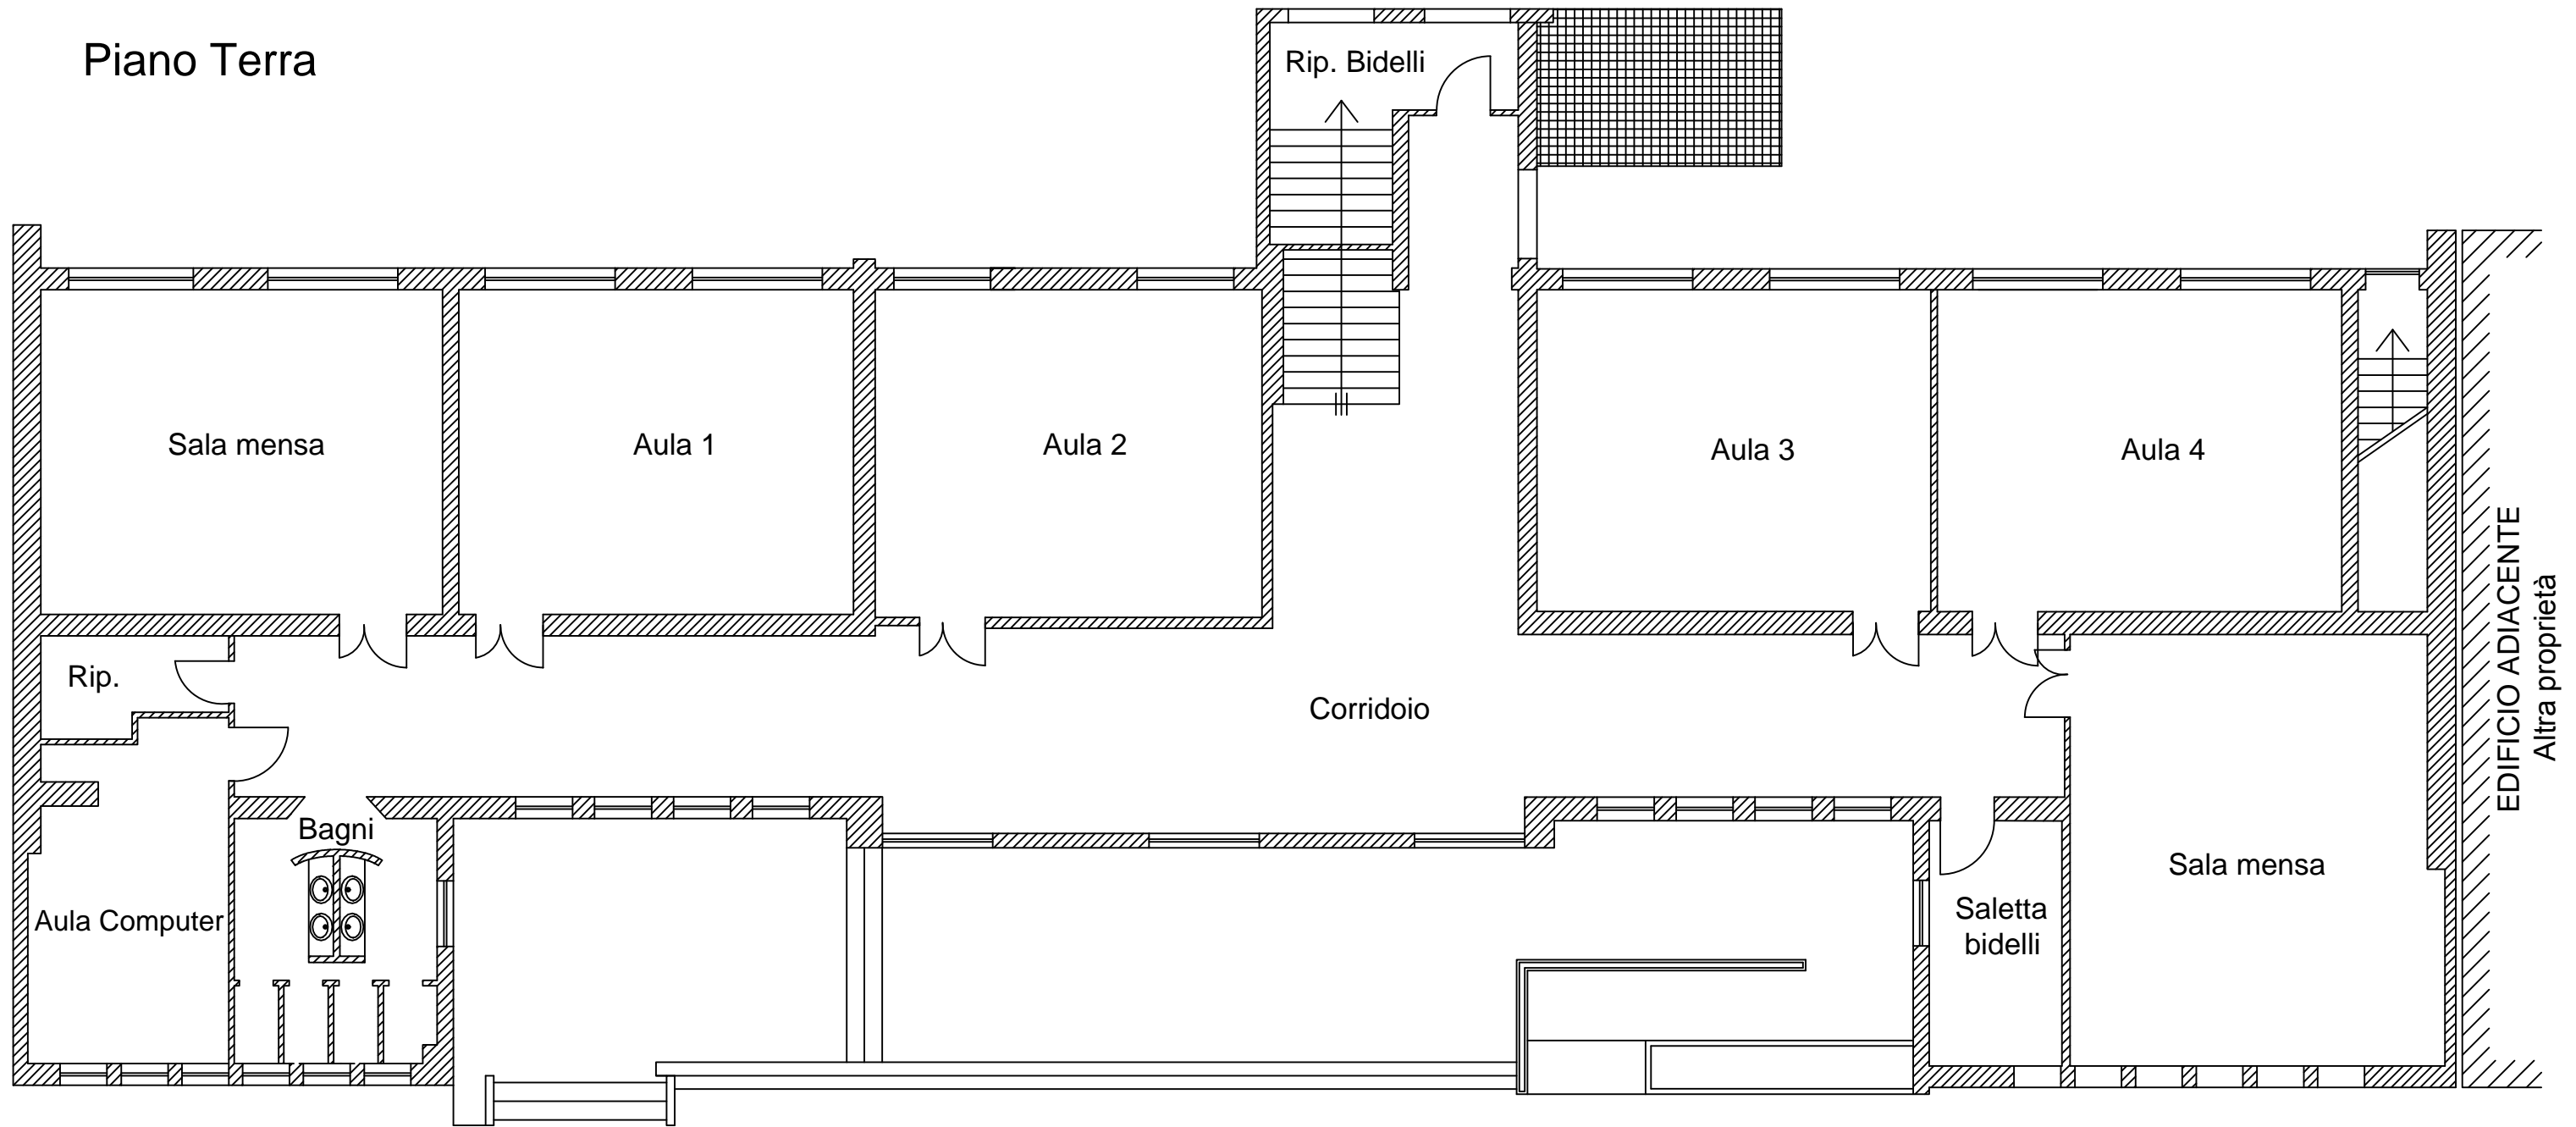 Piano Terra
Rip. Bidelli
Sala mensa
Aula 1
Aula 2
Aula 3
Aula 4
EDIFICIO ADIACENTE
Altra proprietà
Rip.
Corridoio
Bagni
Aula Computer
Saletta
bidelli
Sala mensa